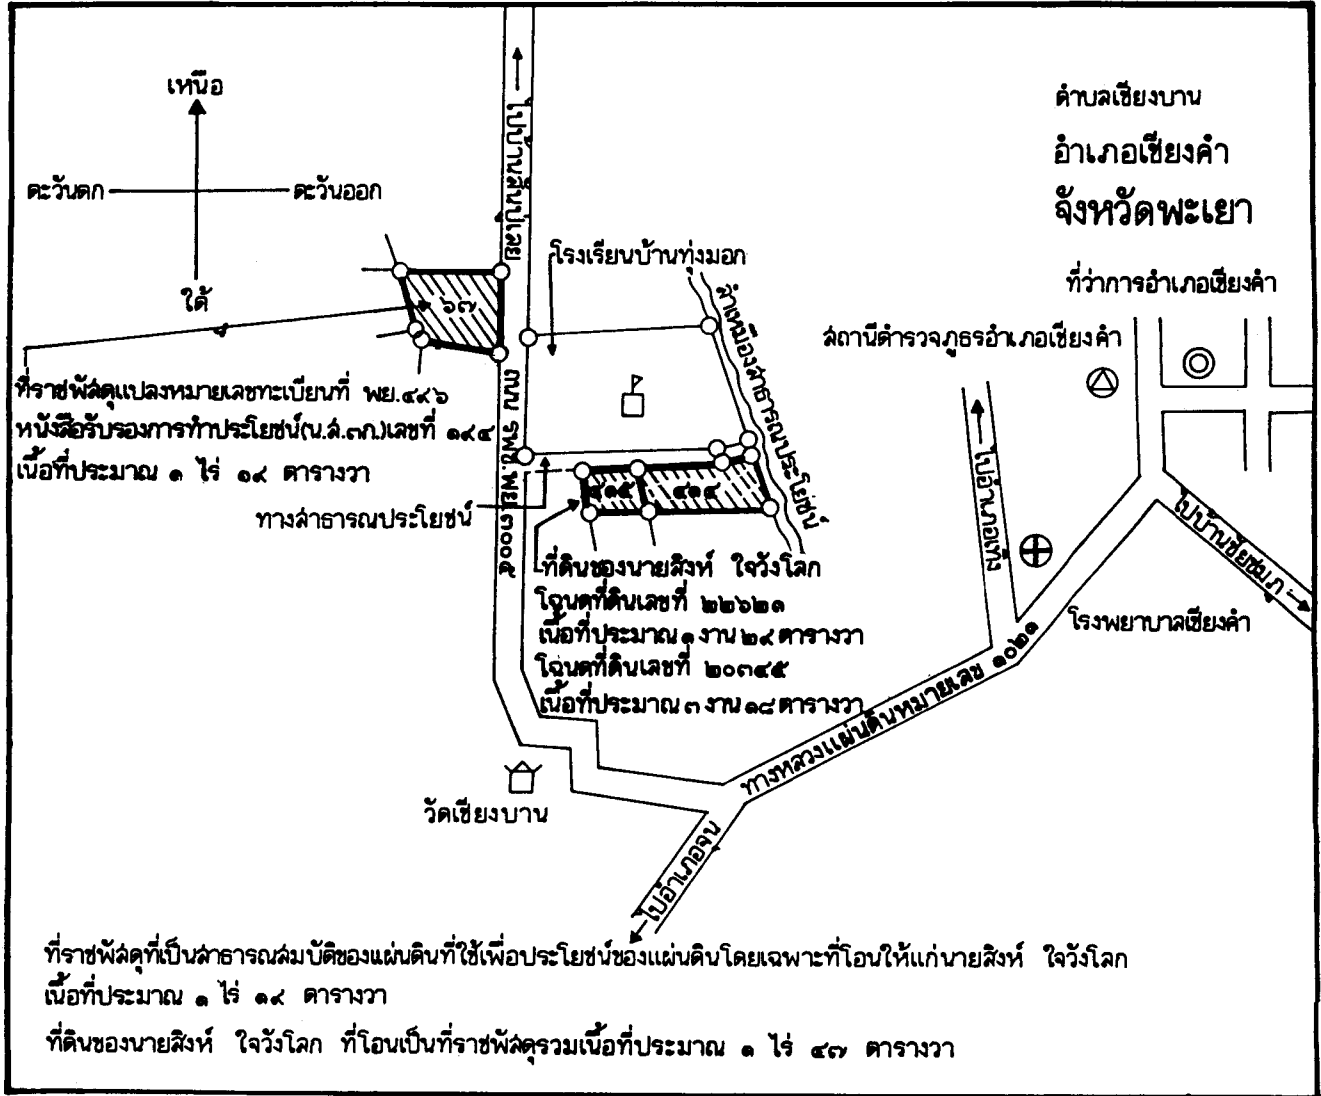 เหนือ
ตะวันตก
ตะวันออก
ใต้
ตำบลเชียงบาน
อำเภอเชียงคำ
จังหวัดพะเยา
ที่ว่าการอำเภอเชียงคำ
สถานีตำรวจภูธรอำเภอเชียงคำ
โรงเรียนบ้านทุ่งมอก
ลำเหมืองสาธารณประโยชน์
๖๗
ที่ราชพัสดุแปลงหมายเลขทะเบียนที่ พย.๔๙๖
หนังสือรับรองการทำประโยชน์(น.ส.๓ก.)เลขที่ ๑๙๔
เนื้อที่ประมาณ ๑ ไร่ ๑๙ ตารางวา
ทางสาธารณประโยชน์
ถนน รพช.พย.๓๐๐๕
๔๑๕
๔๑๔
ที่ดินของนายสิงห์ ใจวังโลก
โฉนดที่ดินเลขที่ ๒๒๖๒๑
เนื้อที่ประมาณ ๑ งาน ๒๙ ตารางวา
โฉนดที่ดินเลขที่ ๒๐๓๔๕
เนื้อที่ประมาณ ๓ งาน ๑๘ ตารางวา
ไปอำเภอเทิง
ไปบ้านชัยชมภู
โรงพยาบาลเชียงคำ
ทางหลวงแผ่นดินหมายเลข ๑๐๒๑
วัดเชียงบาน
ไปอำเภอจุน
ที่ราชพัสดุที่เป็นสาธารณสมบัติของแผ่นดินที่ใช้เพื่อประโยชน์ของแผ่นดินโดยเฉพาะที่โอนให้แก่นายสิงห์ ใจวังโลก
เนื้อที่ประมาณ ๑ ไร่ ๑๙ ตารางวา
ที่ดินของนายสิงห์ ใจวังโลก ที่โอนเป็นที่ราชพัสดุรวมเนื้อที่ประมาณ ๑ ไร่ ๔๗ ตารางวา